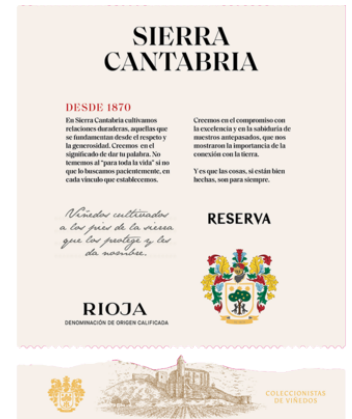 SIERRA
CANTABRIA
DESDE 1870
En Sierra Cantabria cultivamos
relaciones duraderas, aquellas que
se fundamentan desde el respeto y
la generosidad. Creemos en el
significado de dar tu palabra. No
tememos al "para toda la vida" si no
que lo buscamos pacientemente, en
cada vínculo que establecemos.
Creemos en el compromiso con
la excelencia y en la sabiduría de
nuestros antepasados, que nos
mostraron la importancia de la
conexión con la tierra.
Y es que las cosas, si están bien
hechas, son para siempre.
Viñedos cultivados
a los pies de la sierra
que los protege y les
da nombre.
RESERVA
RIOJA
DENOMINACIÓN DE ORIGEN CALIFICADA
COLECCIONISTAS
DE VIÑEDOS